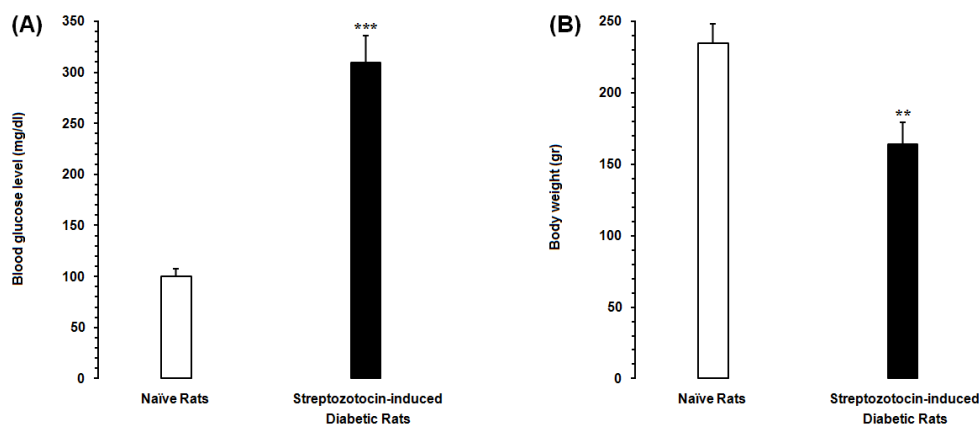 (A)
Blood glucose level (mg/dl)
350
300
250
200
150
100
50
0
***
Naïve Rats
Streptozotocin-induced
Diabetic Rats
(B)
Body weight (gr)
250
200
150
100
50
0
**
Naïve Rats
Streptozotocin-induced
Diabetic Rats